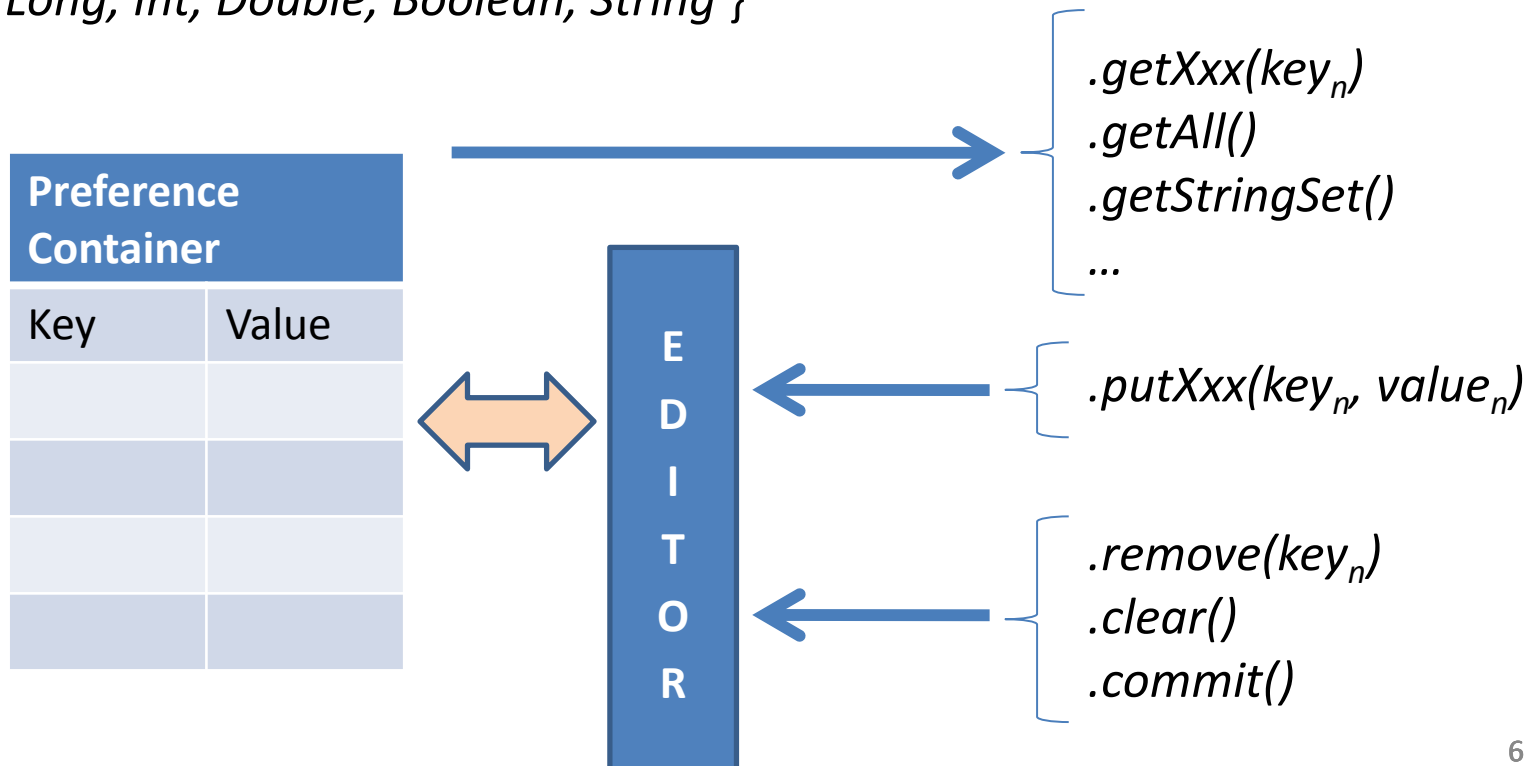 Long, Int, Double, Boolean, String }
.getXxx(keyn)
.getAll()
.getStringSet()
…
Preference
Container
Key Value
E
D
I
T
O
R
.putXxx(keyn, valuen)
.remove(keyn)
.clear()
.commit()
6